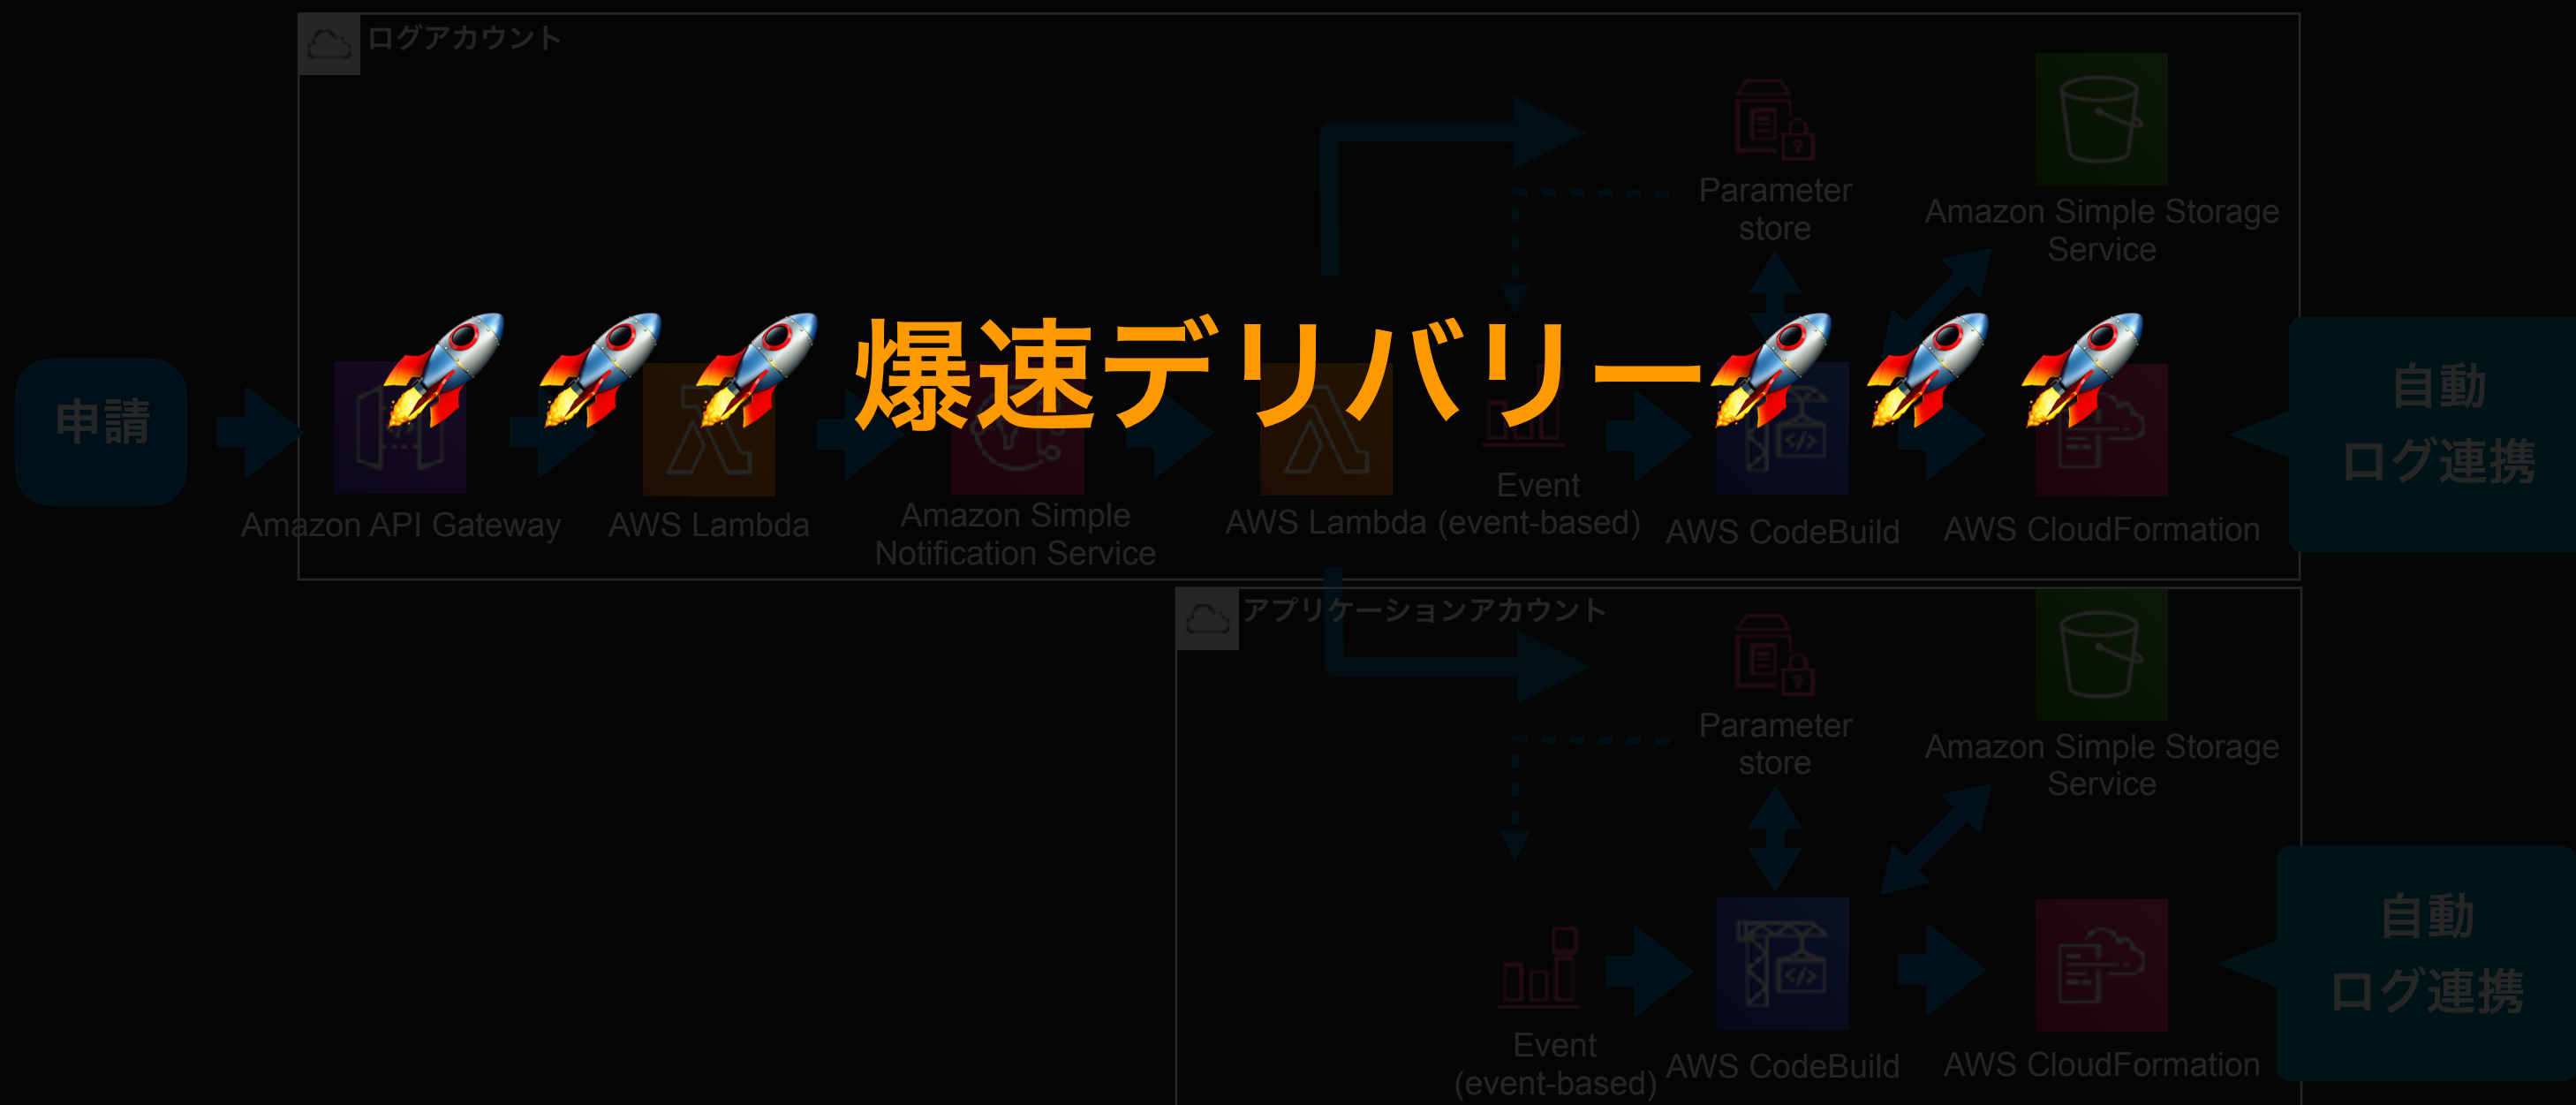 ログアカウント
Parameter
store
Amazon Simple Storage
Service
🚀🚀🚀 爆速デリバリー🚀🚀🚀
申請
Amazon API Gateway
AWS Lambda
Amazon Simple
Notification Service
AWS Lambda
Event
(event-based)
AWS CodeBuild
AWS CloudFormation
自動
ログ連携
アプリケーションアカウント
Parameter
store
Amazon Simple Storage
Service
Event
(event-based)
AWS CodeBuild
AWS CloudFormation
自動
ログ連携